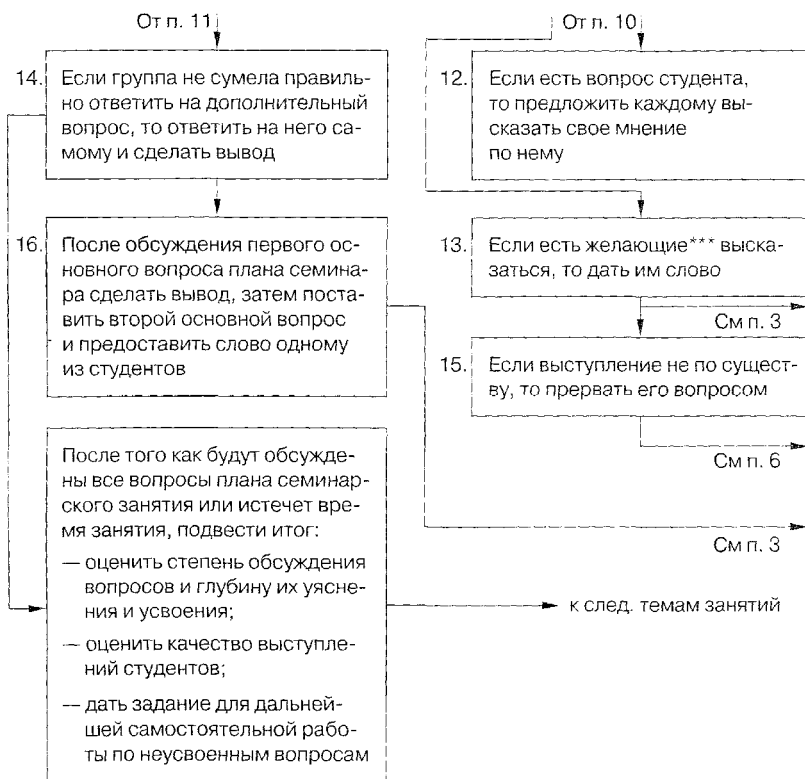 От п. 11
14. Если группа не сумела правиль-
но ответить на дополнительный
вопрос, то ответить на него са-
мому и сделать вывод
16. После обсуждения первого ос-
новного вопроса плана семина-
ра сделать вывод, затем поста-
вить второй основной вопрос
и предоставить слово одному
из студентов
После того как будут обсужде-
ны все вопросы плана семинар-
ского занятия или истечет вре-
мя занятия, подвести итог:
— оценить степень обсуждения
вопросов и глубину их уясне-
ния и усвоения;
— оценить качество выступле-
ний студентов;
— дать задание для дальней-
шей самостоятельной рабо-
ты по неусвоенным вопросам
От п. 10
12. Если есть вопрос студента,
то предложить каждому вы-
сказать свое мнение
по нему
13. Если есть желающие*** выска-
заться, то дать им слово
См п. 3
15. Если выступление не по сущест-
ву, то прервать его вопросом
См п. 6
См п. 3
к след. темам занятий